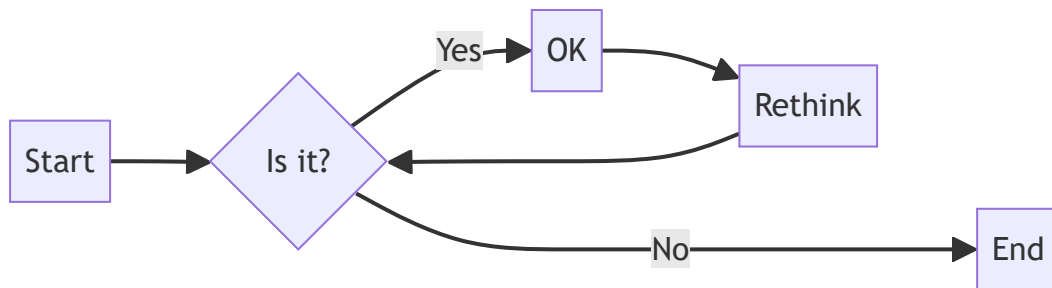 Start
Is it?
Yes
OK
Rethink
No
End